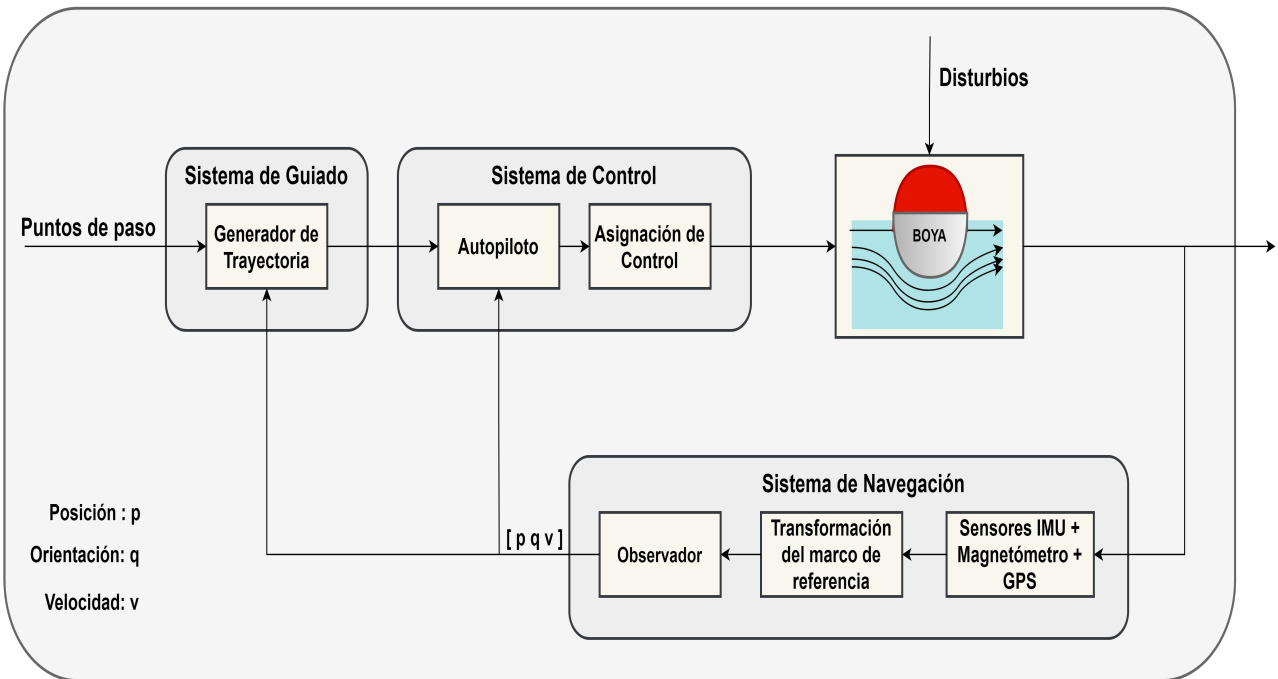 Disturbios
Sistema de Guiado
Sistema de Control
Puntos de paso
Generador de
Trayectoria
Autopiloto
Asignación de
Control
BOYA
Sistema de Navegación
Posición : p
Orientación: q
Velocidad: v
[ p q v ]
Observador
Transformación
del marco de
referencia
Sensores IMU +
Magnetómetro +
GPS